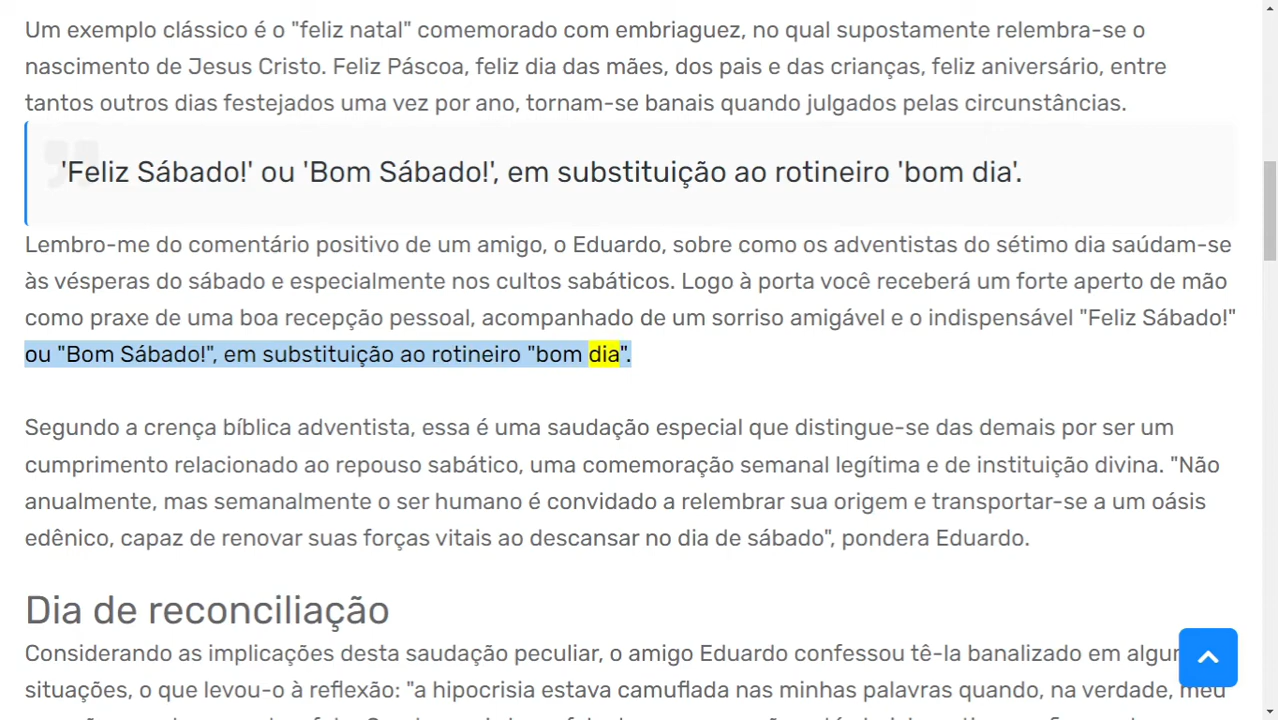 Um exemplo clássico é o "feliz natal" comemorado com embriaguez, no qual supostamente relembra-se o
nascimento de Jesus Cristo. Feliz Páscoa, feliz dia das mães, dos pais e das crianças, feliz aniversário, entre
tantos outros dias festejados uma vez por ano, tornam-se banais quando julgados pelas circunstâncias.
'Feliz Sábado!' ou 'Bom Sábado!', em substituição ao rotineiro 'bom dia'.
Lembro-me do comentário positivo de um amigo, o Eduardo, sobre como os adventistas do sétimo dia saúdam-se
às vésperas do sábado e especialmente nos cultos sabáticos. Logo à porta você receberá um forte aperto de mão
como praxe de uma boa recepção pessoal, acompanhado de um sorriso amigável e o indispensável "Feliz Sábado!"
ou "Bom Sábado!", em substituição ao rotineiro "bom dia".
Segundo a crença bíblica adventista, essa é uma saudação especial que distingue-se das demais por ser um
cumprimento relacionado ao repouso sabático, uma comemoração semanal legítima e de instituição divina. "Não
anualmente, mas semanalmente o ser humano é convidado a relembrar sua origem e transportar-se a um oásis
edênico, capaz de renovar suas forças vitais ao descansar no dia de sábado", pondera Eduardo.
Dia de reconciliação
Considerando as implicações desta saudação peculiar, o amigo Eduardo confessou tê-la banalizado em
situações, o que levou-o à reflexão: "a hipocrisia estava camuflada nas minhas palavras quando, na verdade, meu